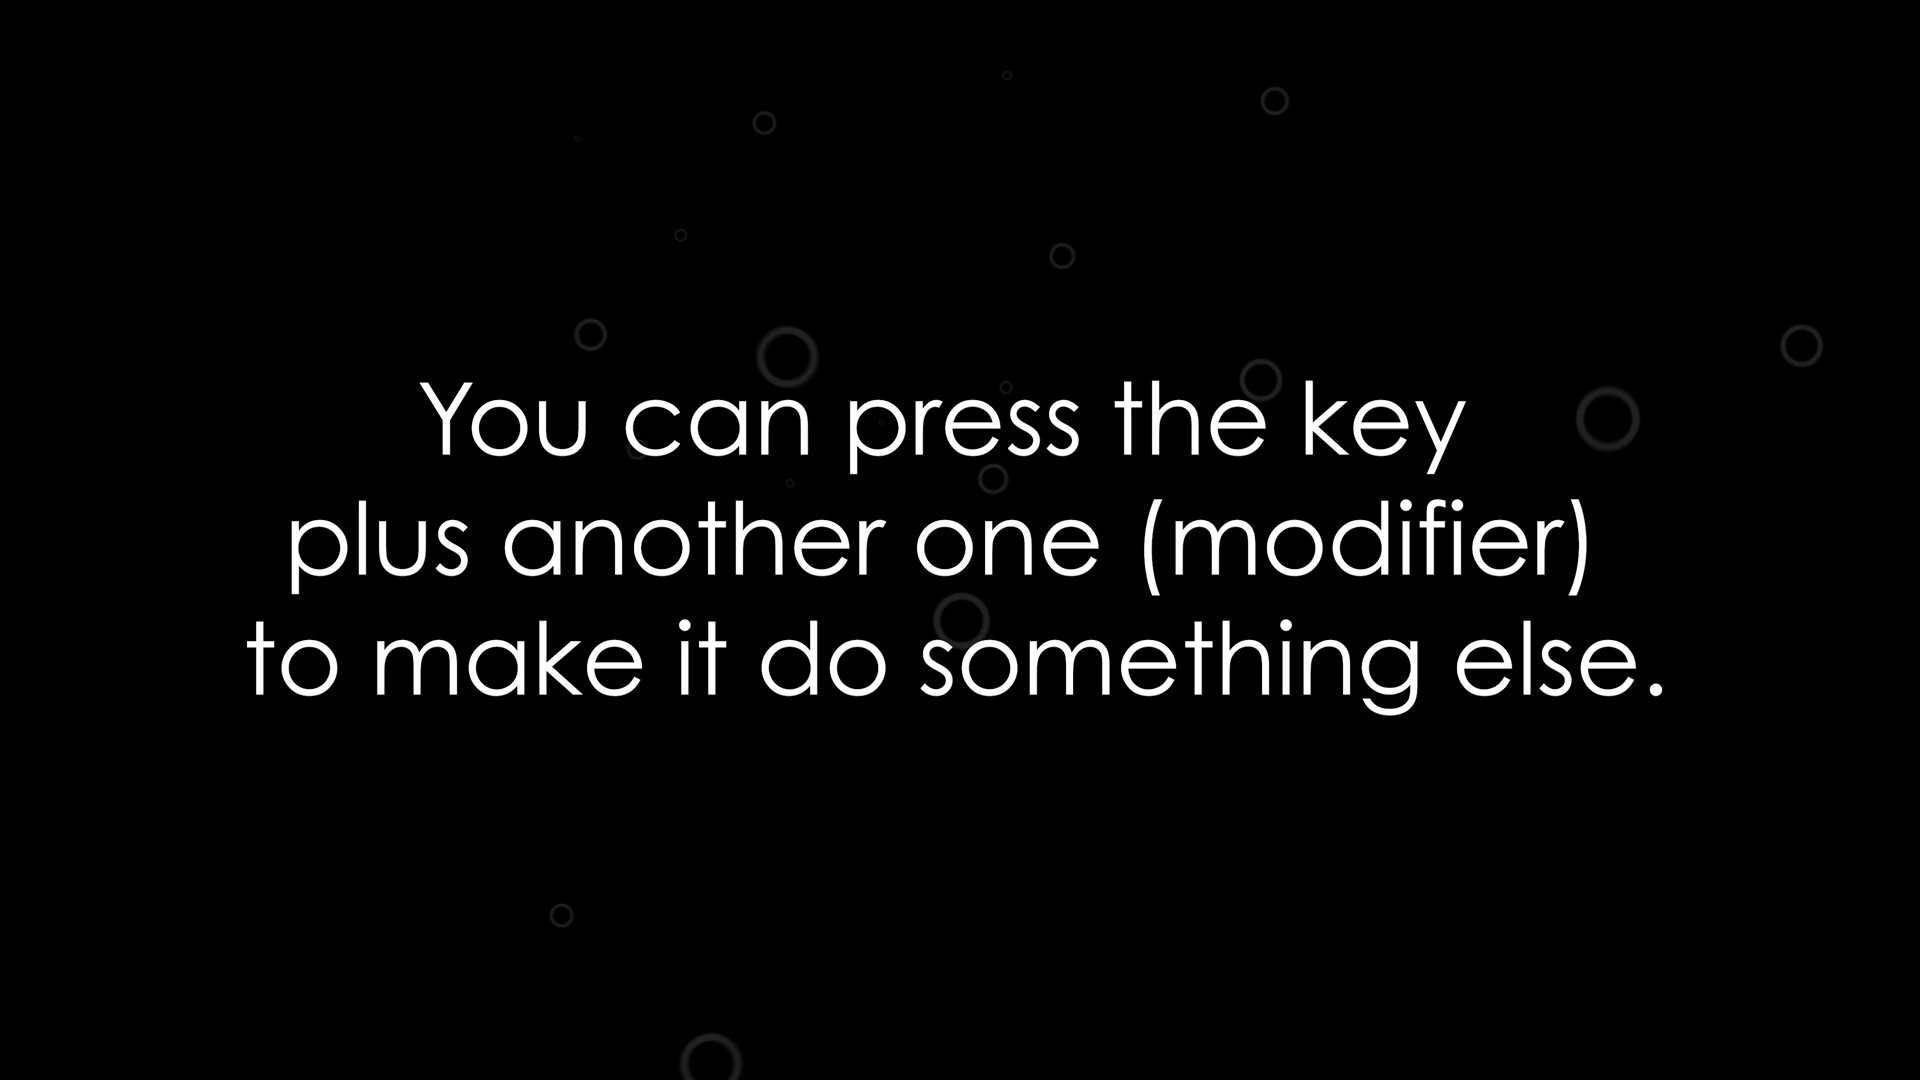 You can press the key
plus another one (modifier)
to make it do something else.